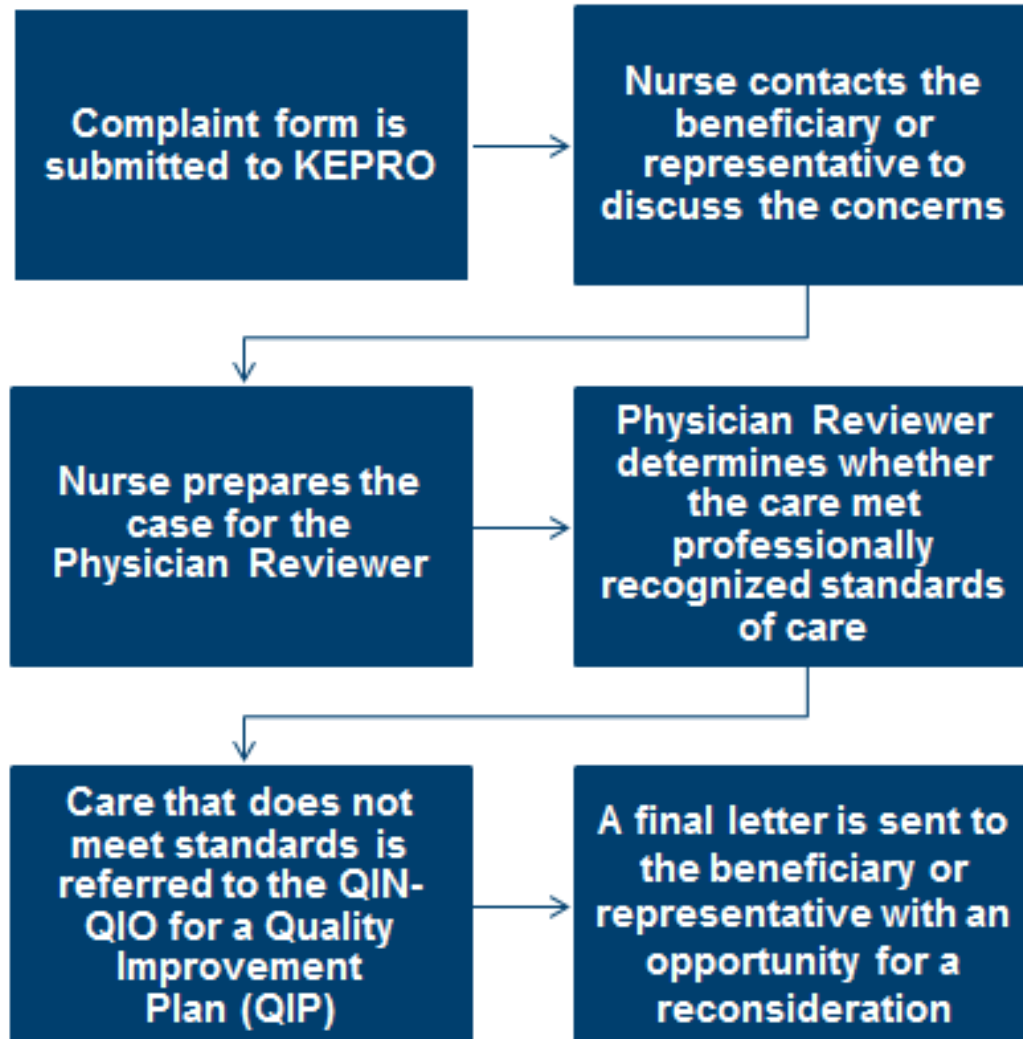 Complaint form is
submitted to KEPRO
Nurse contacts the
beneficiary or
representative to
discuss the concerns
Nurse prepares the
case for the
Physician Reviewer
Physician Reviewer
determines whether
the care met
professionally
recognized standards
of care
Care that does not
meet standards is
referred to the QIN-
QIO for a Quality
Improvement
Plan (QIP)
A final letter is sent to
the beneficiary or
representative with an
opportunity for a
reconsideration